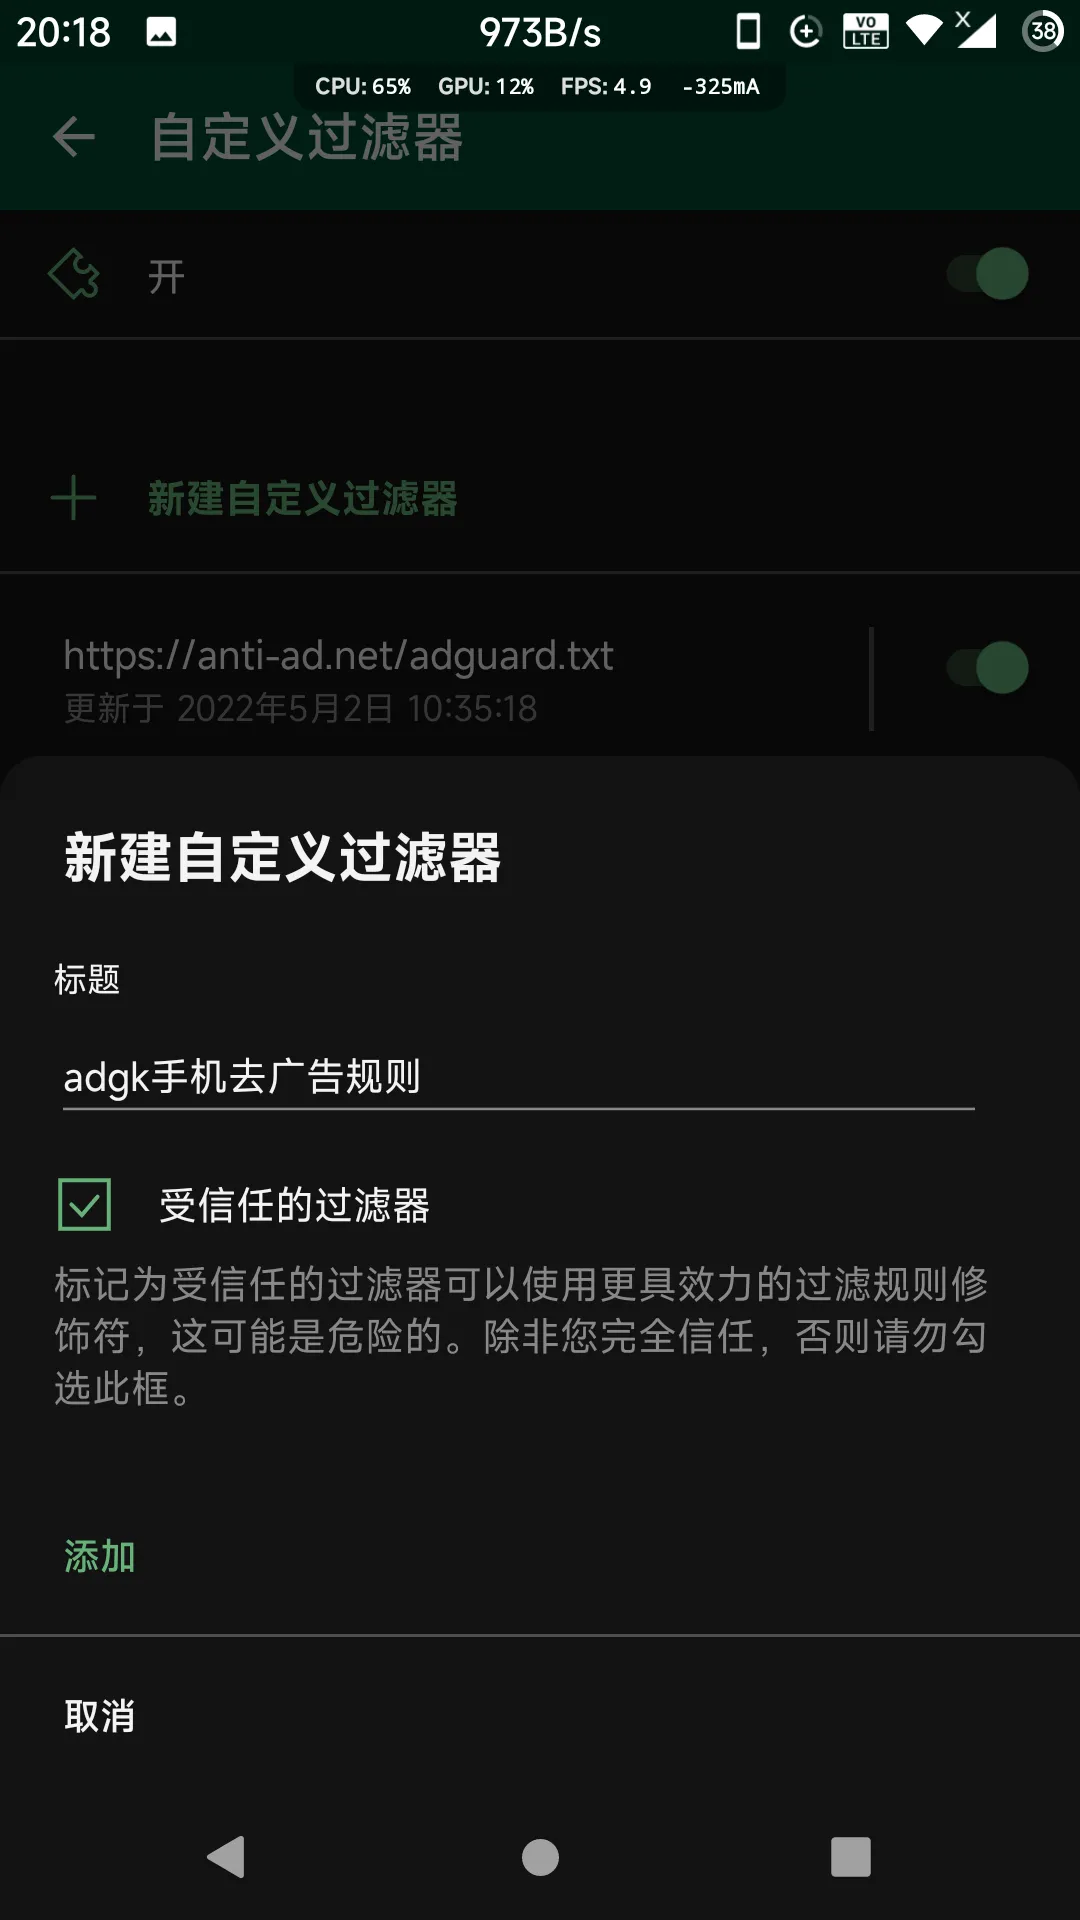 20:18 973B/s VO LTE X 38
CPU: 65% GPU: 12% FPS: 4.9 -325mA
自定义过滤器
开
新建自定义过滤器
https://anti-ad.net/adguard.txt
更新于 2022年5月2日 10:35:18
新建自定义过滤器
标题
adgk手机去广告规则
受信任的过滤器
标记为受信任的过滤器可以使用更具效力的过滤规则修
饰符，这可能是危险的。除非您完全信任，否则请勿勾
选此框。
添加
取消